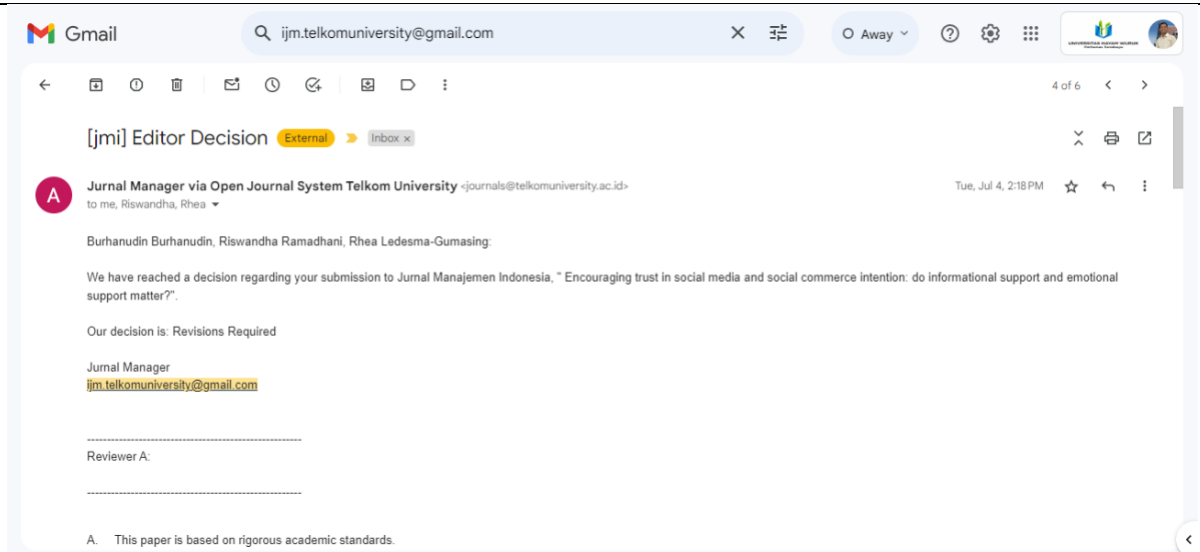 Gmail
ijm.telkomuniversity@gmail.com
Away
4 of 6
[jmi] Editor Decision External Inbox x
A
Jurnal Manager via Open Journal System Telkom University <journals@telkomuniversity.ac.id>
Tue, Jul 4, 2:18 PM
to me, Riswandha, Rhea
Burhanudin Burhanudin, Riswandha Ramadhani, Rhea Ledesma-Gumasing:
We have reached a decision regarding your submission to Jurnal Manajemen Indonesia, " Encouraging trust in social media and social commerce intention: do informational support and emotional
support matter?".
Our decision is: Revisions Required
Jurnal Manager
ijm.telkomuniversity@gmail.com
------------------------------------------------------
Reviewer A:
------------------------------------------------------
A. This paper is based on rigorous academic standards.